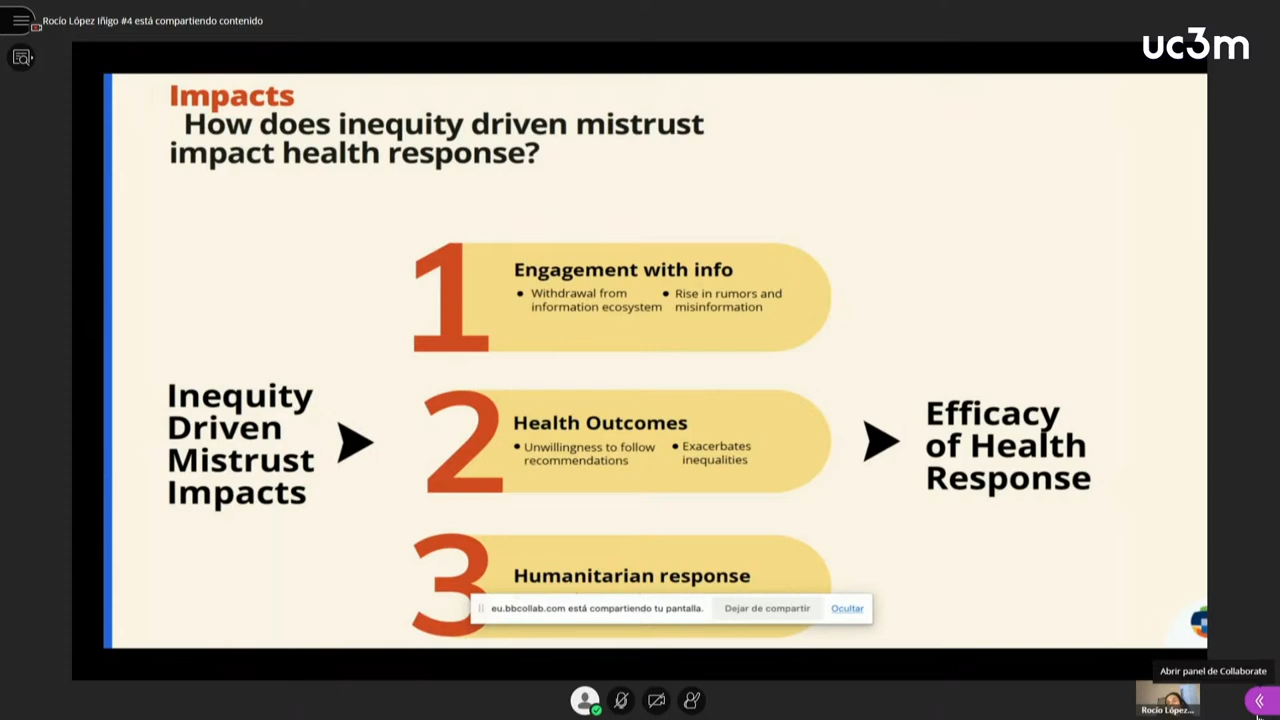 Rocío López Iñigo #4 está compartiendo contenido
uc3m
Impacts
How does inequity driven mistrust
impact health response?
1
Engagement with info
● Withdrawal from
information ecosystem
● Rise in rumors and
misinformation
Inequity
Driven
Mistrust
Impacts
2
Health Outcomes
● Unwillingness to follow
recommendations
● Exacerbates
inequalities
Efficacy
of Health
Response
3
Humanitarian response
eu.bbcollab.com está compartiendo tu pantalla.
Dejar de compartir
Ocultar
Abrir panel de Collaborate
Rocío López...